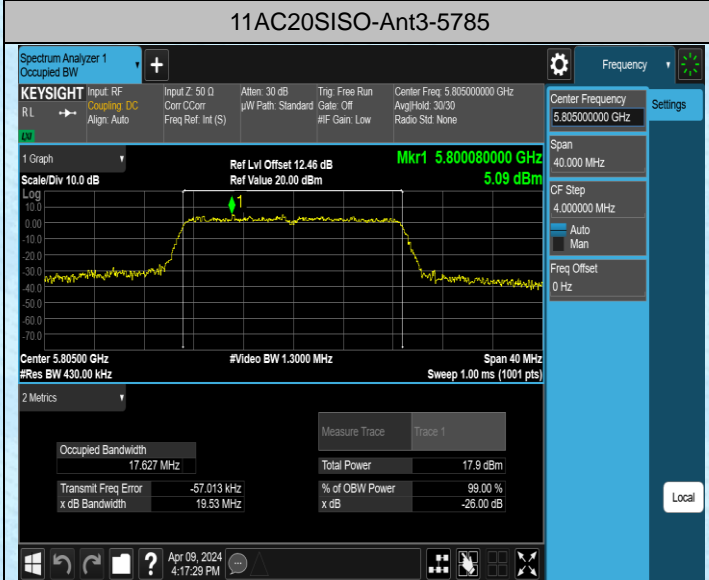 11AC20SISO-Ant3-5785
Spectrum Analyzer 1
Occupied BW
Frequency
KEYSIGHT Input: RF Input Z: 50 Ω Atten: 30 dB Trig: Free Run Center Freq: 5.805000000 GHz
RL Coupling: DC Corr CCorr µW Path: Standard Gate: Off Avg|Hold: 30/30
Align: Auto Freq Ref: Int (S) #IF Gain: Low Radio Std: None
LXI
Center Frequency
5.805000000 GHz
Settings
Span
40.000 MHz
CF Step
4.000000 MHz
Auto
Man
Freq Offset
0 Hz
1 Graph
Ref Lvl Offset 12.46 dB Mkr1 5.800080000 GHz
Scale/Div 10.0 dB Ref Value 20.00 dBm 5.09 dBm
Log
1
10.0
0.00
-10.0
-20.0
-30.0
-40.0
-50.0
-60.0
-70.0
Center 5.80500 GHz #Video BW 1.3000 MHz Span 40 MHz
#Res BW 430.00 kHz Sweep 1.00 ms (1001 pts)
2 Metrics
Measure Trace Trace 1
Occupied Bandwidth
17.627 MHz
Total Power 17.9 dBm
Transmit Freq Error -57.013 kHz % of OBW Power 99.00 %
x dB Bandwidth 19.53 MHz x dB -26.00 dB
Local
? Apr 09, 2024
4:17:29 PM